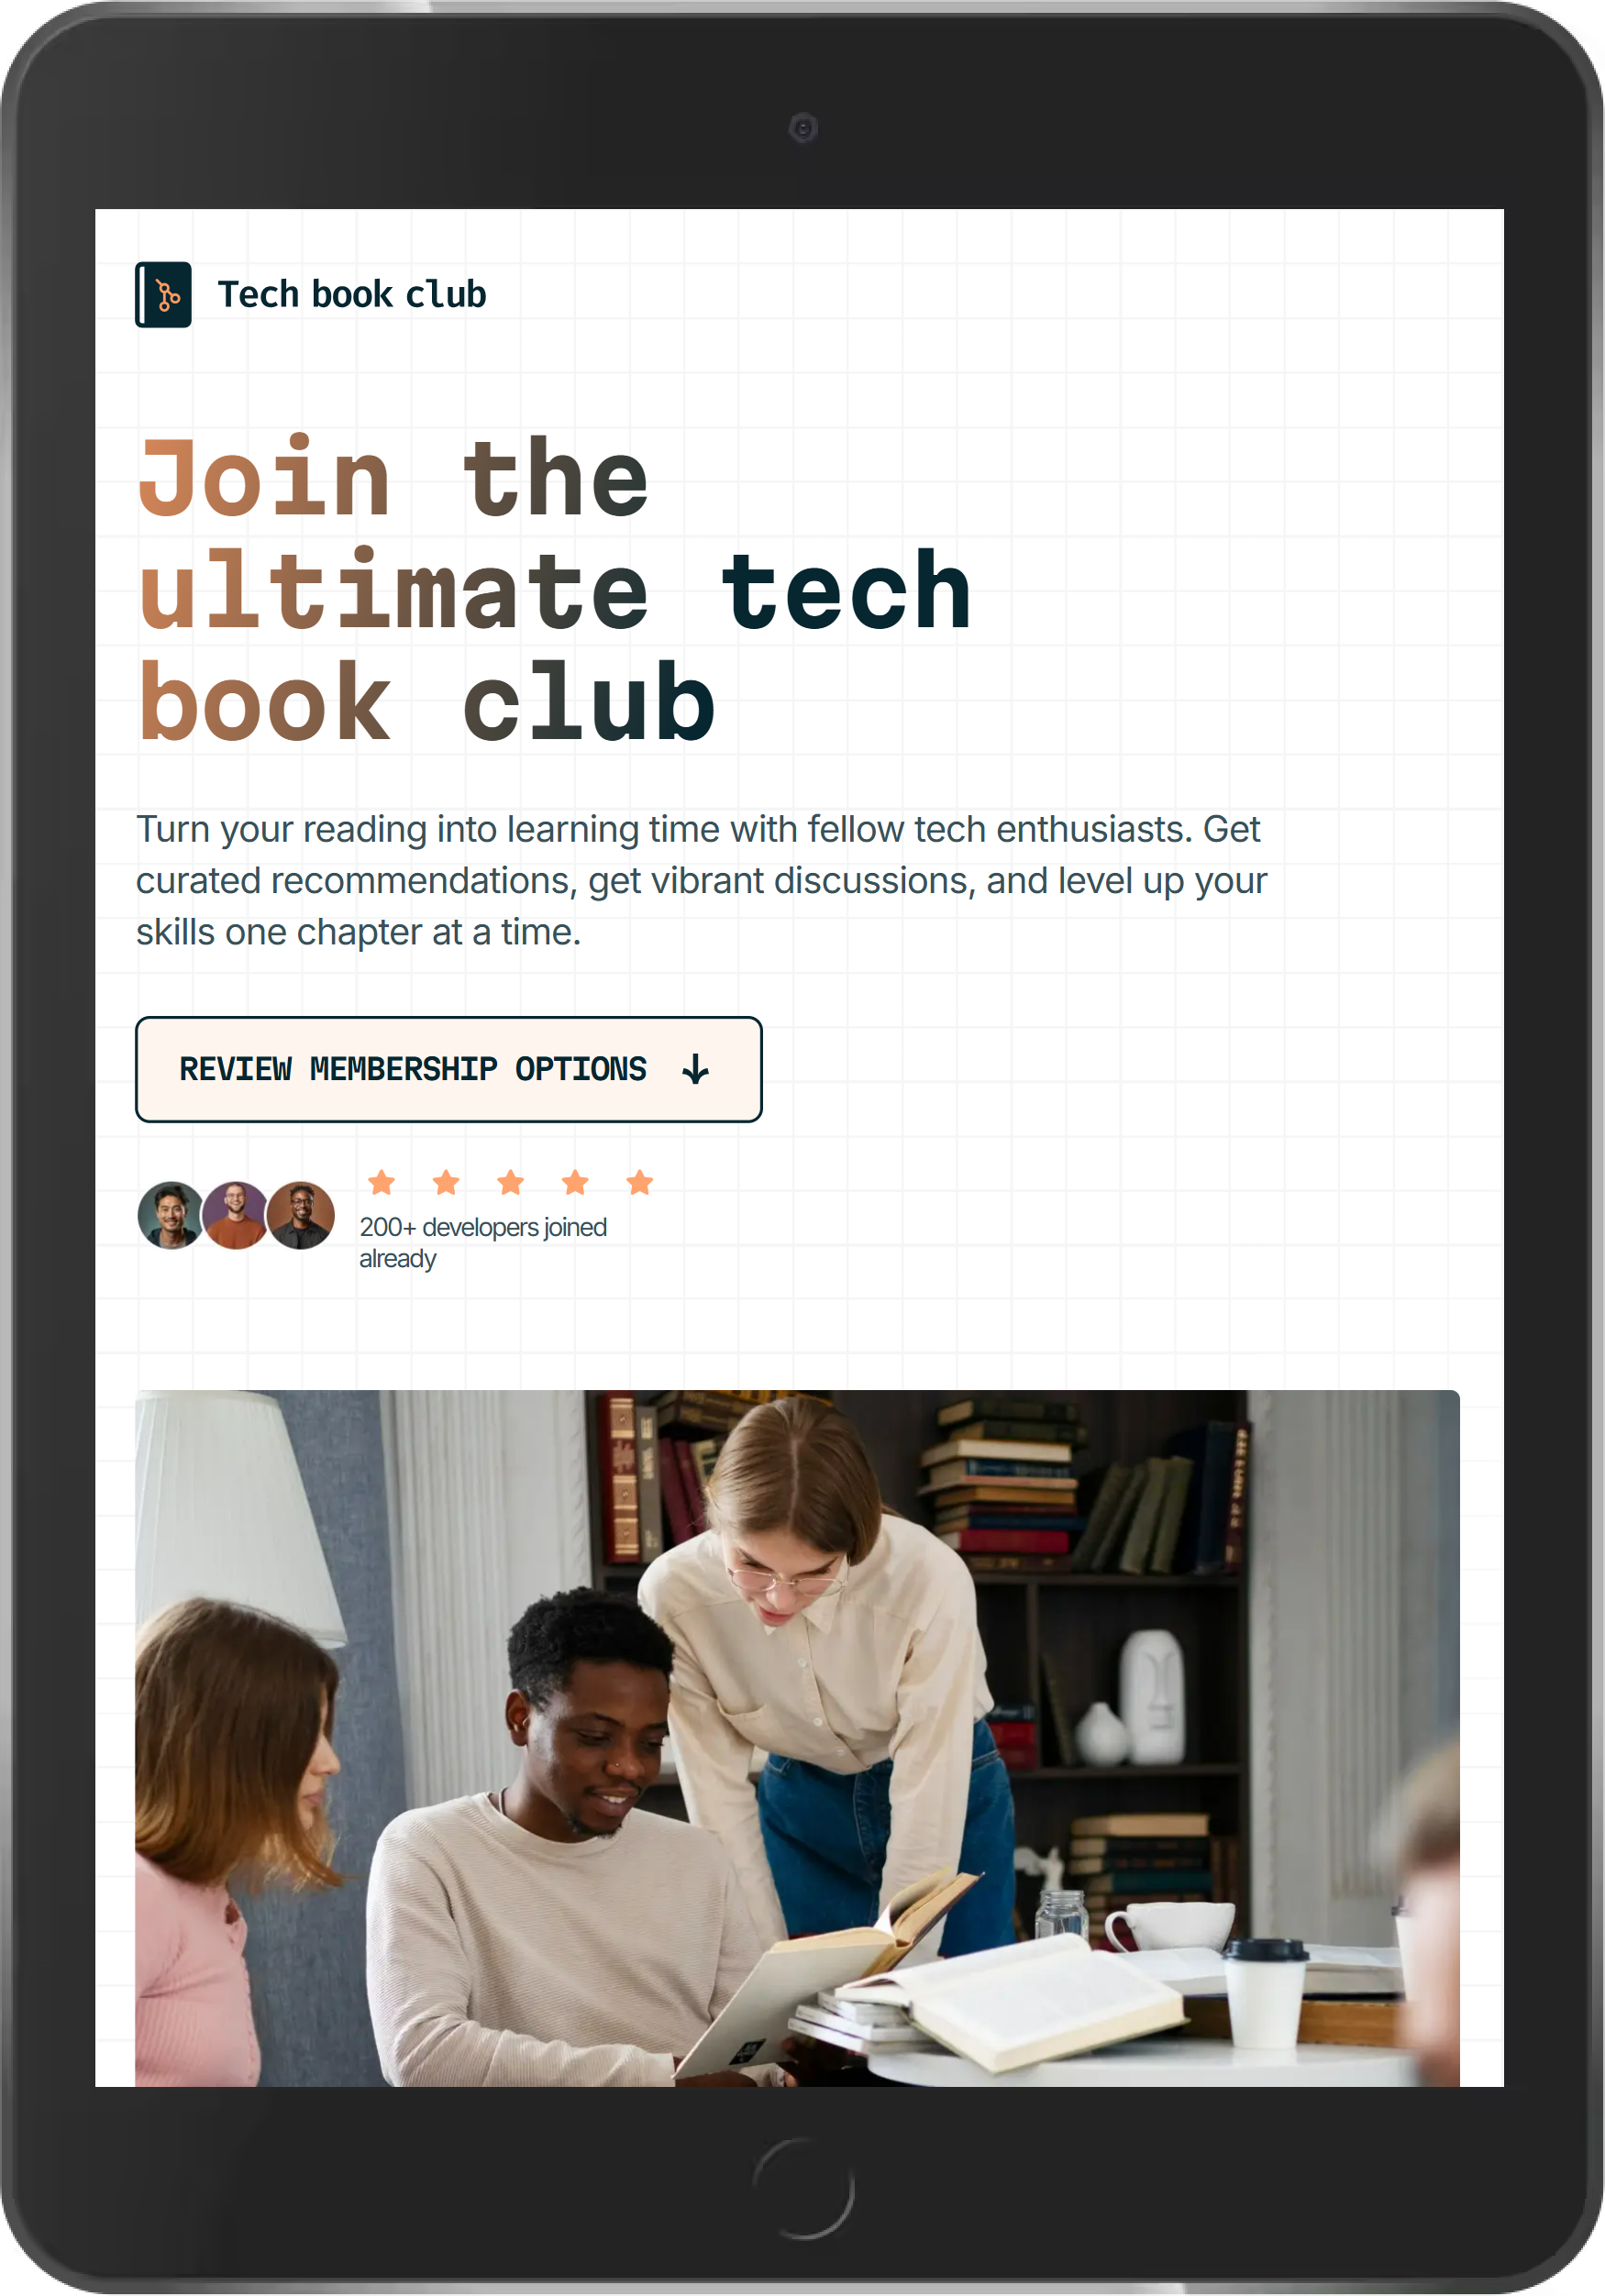 Tech book club
Join the
ultimate tech
book club
Turn your reading into learning time with fellow tech enthusiasts. Get
curated recommendations, get vibrant discussions, and level up your
skills one chapter at a time.
REVIEW MEMBERSHIP OPTIONS ↓
200+ developers joined
already